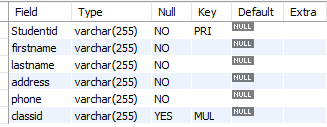 Field Type Null Key Default Extra
Studentid varchar(255) NO PRI NULL
firstname varchar(255) NO NULL
lastname varchar(255) NO NULL
address varchar(255) NO NULL
phone varchar(255) NO NULL
classid varchar(255) YES MUL NULL